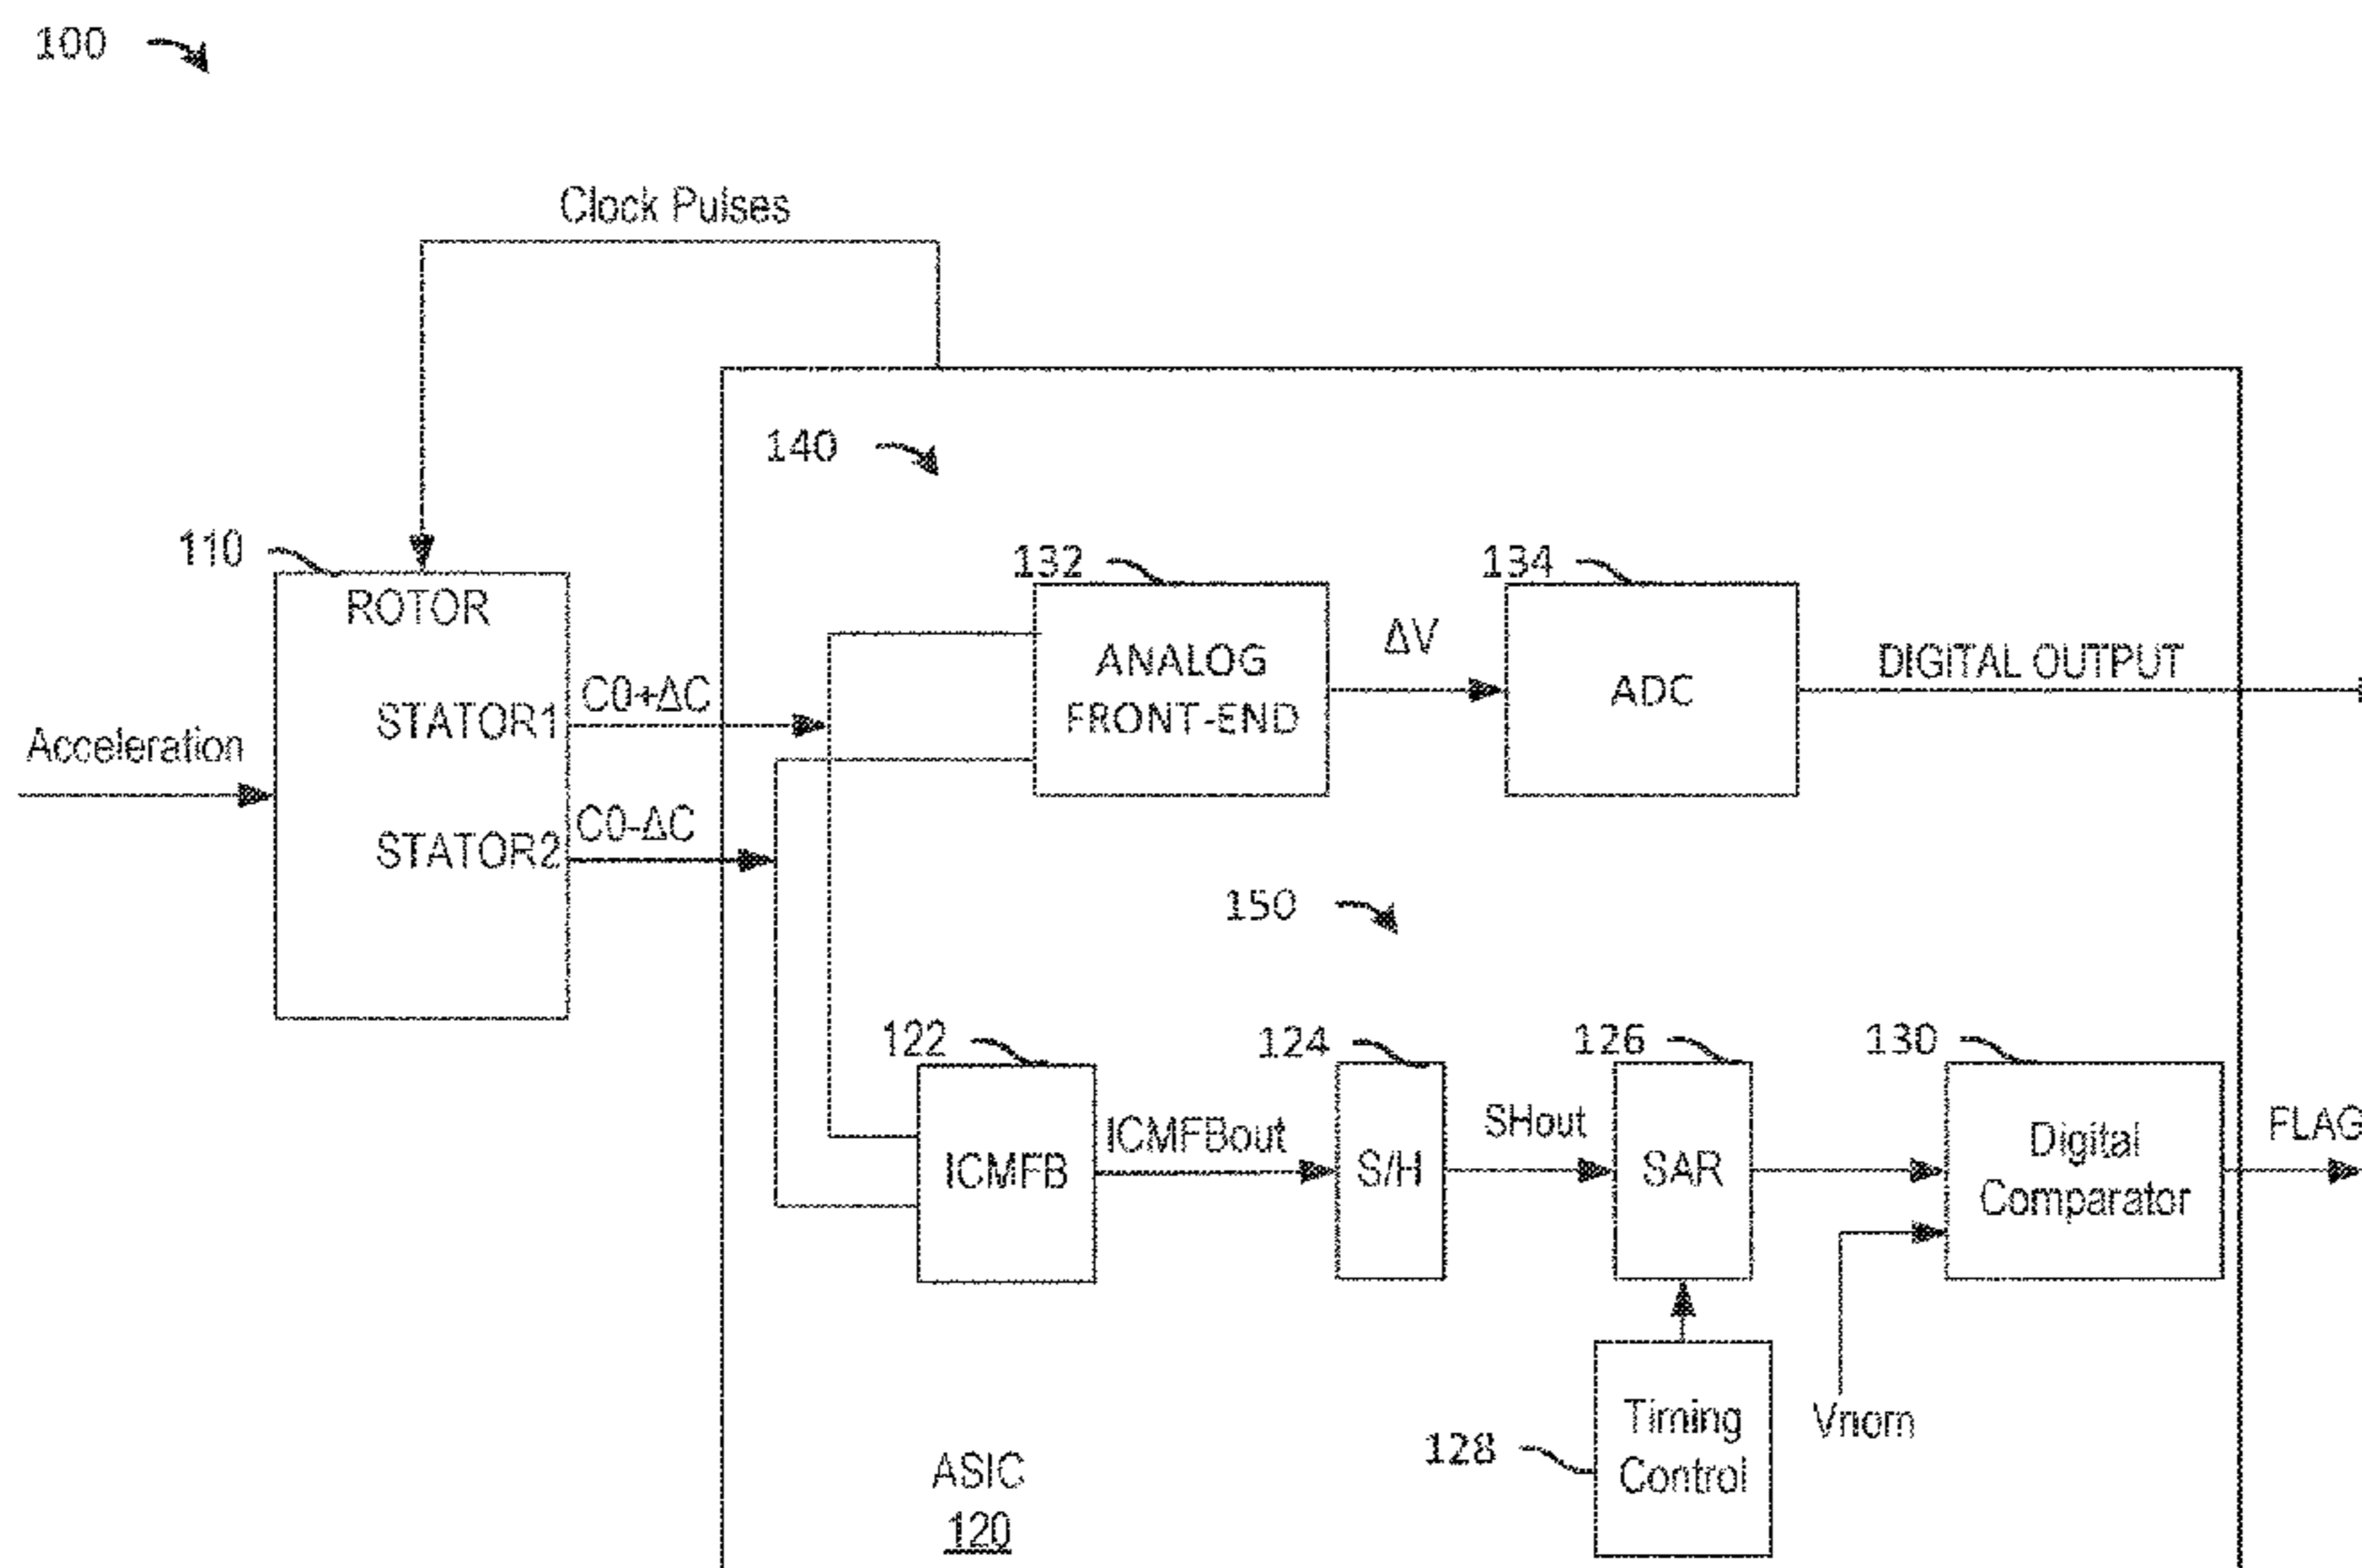 100
Clock Pulses
140
110
132
134
ROTOR
ANALOG
FRONT-END
ΔV
ADC
DIGITAL OUTPUT
STATOR1
C0+ΔC
Acceleration
STATOR2
C0-ΔC
150
122
124
126
130
ICMFB
ICMFBout
S/H
SHout
SAR
Digital
Comparator
FLAG
Timing
Control
128
Vnom
ASIC
120